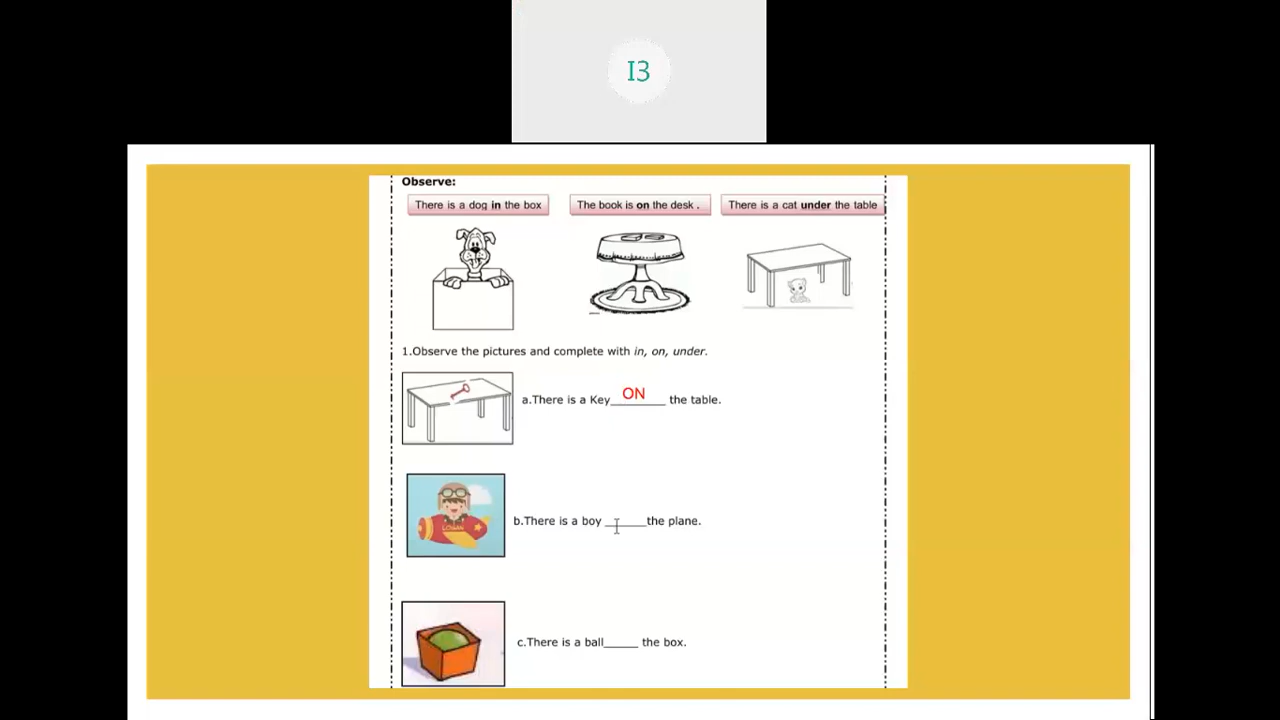 I3
Observe:
There is a dog in the box
The book is on the desk .
There is a cat under the table
1.Observe the pictures and complete with in, on, under.
a.There is a Key ON the table.
b.There is a boy ______the plane.
c.There is a ball_____ the box.